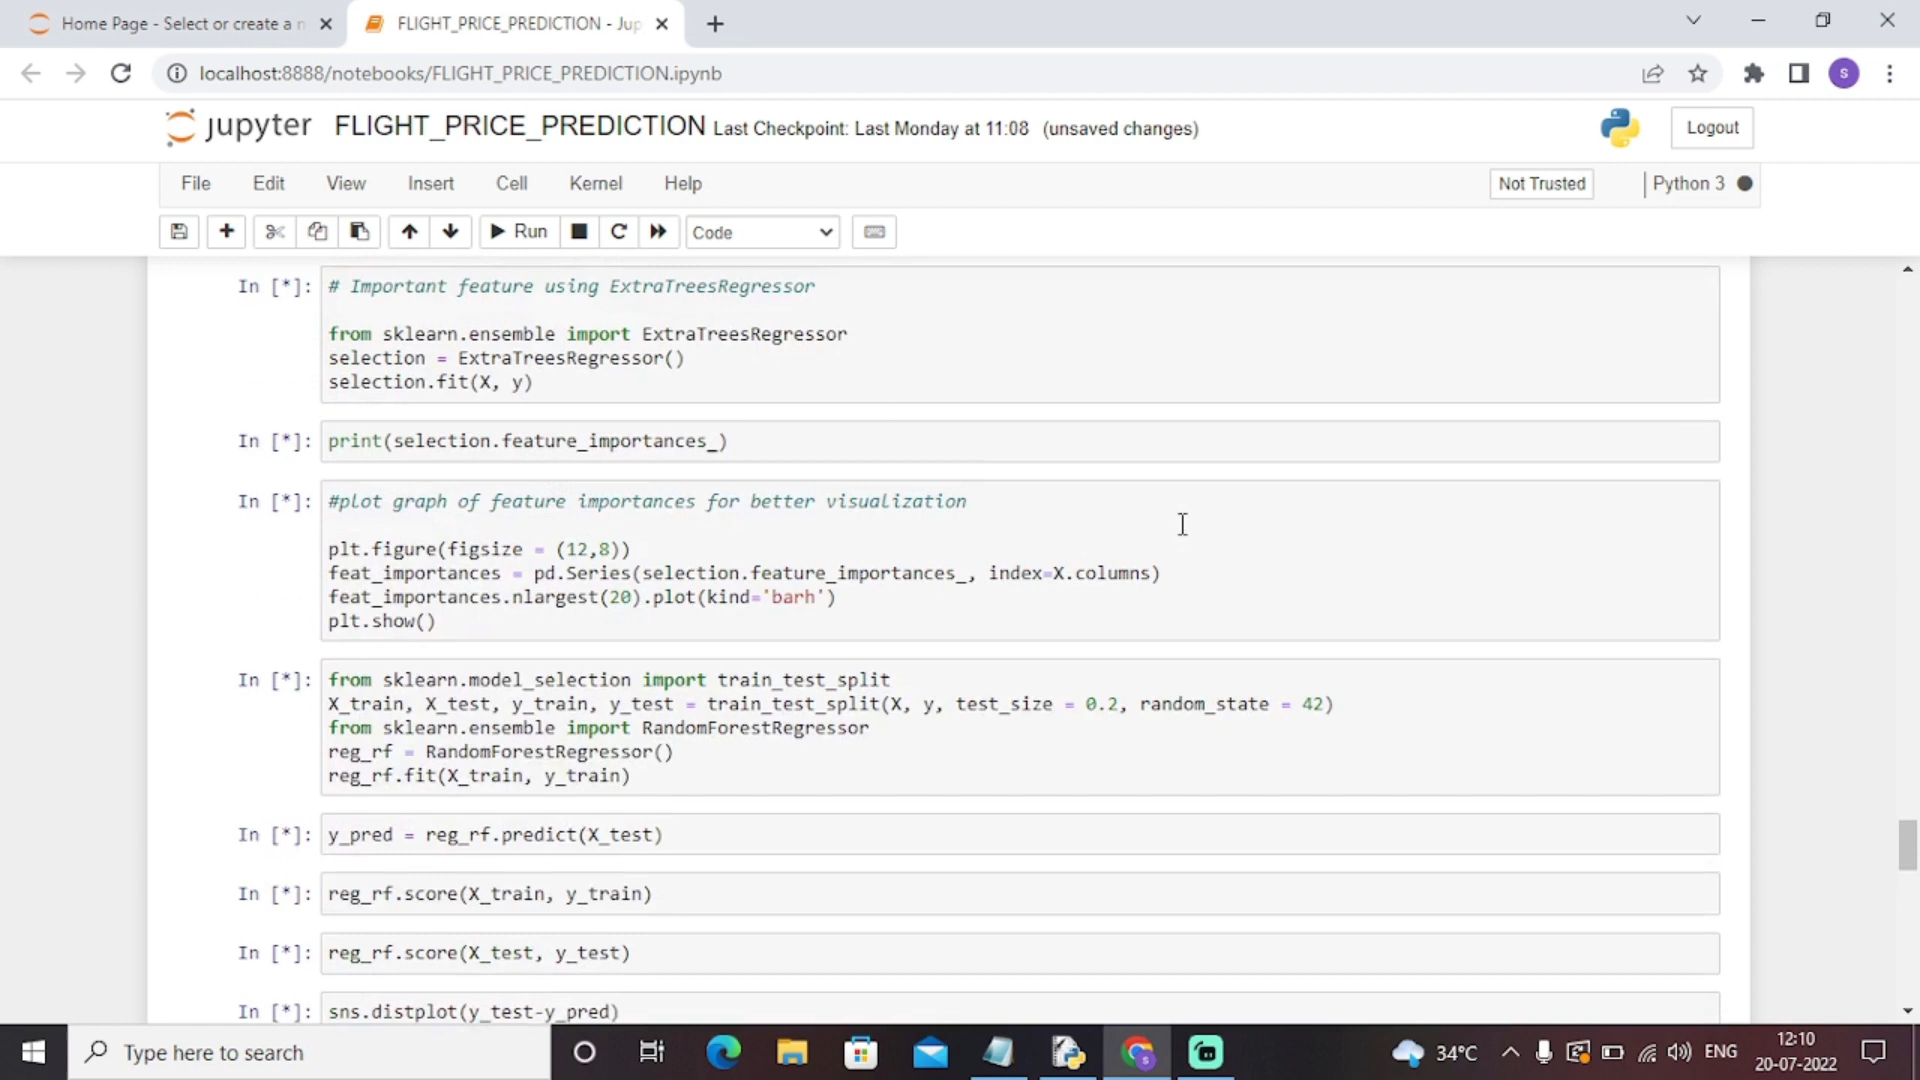 Home Page - Select or create a n
FLIGHT_PRICE_PREDICTION - Jup
localhost:8888/notebooks/FLIGHT_PRICE_PREDICTION.ipynb
S
jupyter FLIGHT_PRICE_PREDICTION Last Checkpoint: Last Monday at 11:08 (unsaved changes)
Logout
File Edit View Insert Cell Kernel Help
Not Trusted
Python 3
Run
Code
In [*]: # Important feature using ExtraTreesRegressor
from sklearn.ensemble import ExtraTreesRegressor
selection = ExtraTreesRegressor()
selection.fit(X, y)
In [*]: print(selection.feature_importances_)
In [*]: #plot graph of feature importances for better visualization
plt.figure(figsize = (12,8))
feat_importances = pd.Series(selection.feature_importances_, index=X.columns)
feat_importances.nlargest(20).plot(kind='barh')
plt.show()
In [*]: from sklearn.model_selection import train_test_split
X_train, X_test, y_train, y_test = train_test_split(X, y, test_size = 0.2, random_state = 42)
from sklearn.ensemble import RandomForestRegressor
reg_rf = RandomForestRegressor()
reg_rf.fit(X_train, y_train)
In [*]: y_pred = reg_rf.predict(X_test)
In [*]: reg_rf.score(X_train, y_train)
In [*]: reg_rf.score(X_test, y_test)
In [*]: sns.distplot(y_test-y_pred)
Type here to search
34°C
ENG
12:10
20-07-2022